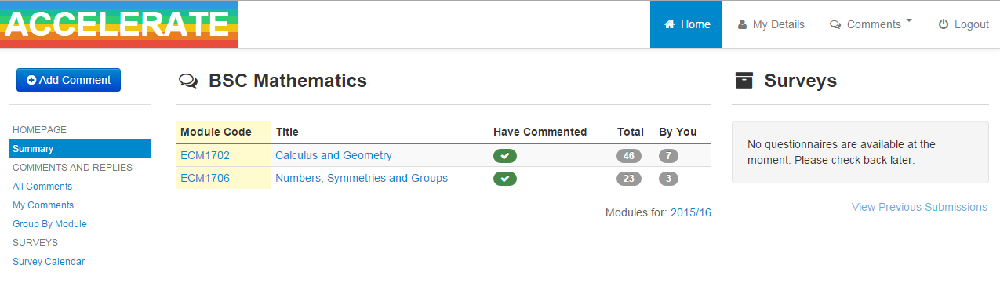 ACCELERATE
Home
My Details
Comments
Logout
Add Comment
HOMEPAGE
Summary
COMMENTS AND REPLIES
All Comments
My Comments
Group By Module
SURVEYS
Survey Calendar
BSC Mathematics
Module Code Title Have Commented Total By You
ECM1702 Calculus and Geometry 46 7
ECM1706 Numbers, Symmetries and Groups 23 3
Modules for: 2015/16
Surveys
No questionnaires are available at the
moment. Please check back later.
View Previous Submissions